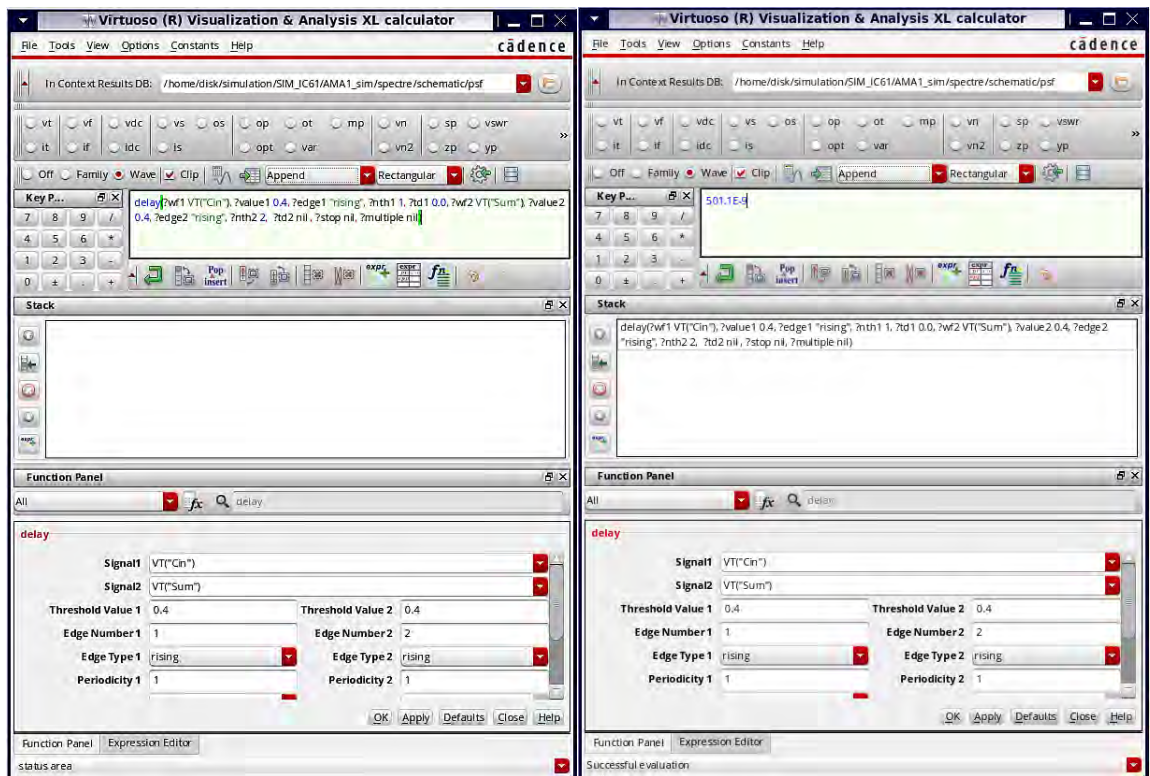 Virtuoso (R) Visualization & Analysis XL calculator
File Tools View Options Constants Help
cādence
In Context Results DB: /home/disk/simulation/SIM_IC61/AMA1_sim/spectre/schematic/psf
vt vf vdc vs os op ot mp vn sp vswr
it if idc is opt var vn2 zp yp »
Off Family Wave Clip Append Rectangular
Key P...
7 8 9 /
4 5 6 *
1 2 3 -
0 ± . +
delay(?wf1 VT("Cin"), ?value1 0.4, ?edge1 "rising", ?nth1 1, ?td1 0.0, ?wf2 VT("Sum"), ?value2
0.4, ?edge2 "rising", ?nth2 2, ?td2 nil, ?stop nil, ?multiple nil)
Pop insert expr expr fn
Stack
expr
Function Panel
All fx delay
delay
Signal1 VT("Cin")
Signal2 VT("Sum")
Threshold Value 1 0.4 Threshold Value 2 0.4
Edge Number 1 1 Edge Number 2 2
Edge Type 1 rising Edge Type 2 rising
Periodicity 1 1 Periodicity 2 1
OK Apply Defaults Close Help
Function Panel Expression Editor
status area
Virtuoso (R) Visualization & Analysis XL calculator
File Tools View Options Constants Help
cādence
In Context Results DB: /home/disk/simulation/SIM_IC61/AMA1_sim/spectre/schematic/psf
vt vf vdc vs os op ot mp vn sp vswr
it if idc is opt var vn2 zp yp »
Off Family Wave Clip Append Rectangular
Key P...
7 8 9 /
4 5 6 *
1 2 3 -
0 ± . +
501.1E-9
Pop insert expr expr fn
Stack
delay(?wf1 VT("Cin"), ?value1 0.4, ?edge1 "rising", ?nth1 1, ?td1 0.0, ?wf2 VT("Sum"), ?value2 0.4, ?edge2
"rising", ?nth2 2, ?td2 nil , ?stop nil, ?multiple nil)
expr
Function Panel
All fx delay
delay
Signal1 VT("Cin")
Signal2 VT("Sum")
Threshold Value 1 0.4 Threshold Value 2 0.4
Edge Number 1 1 Edge Number 2 2
Edge Type 1 rising Edge Type 2 rising
Periodicity 1 1 Periodicity 2 1
OK Apply Defaults Close Help
Function Panel Expression Editor
Successful evaluation